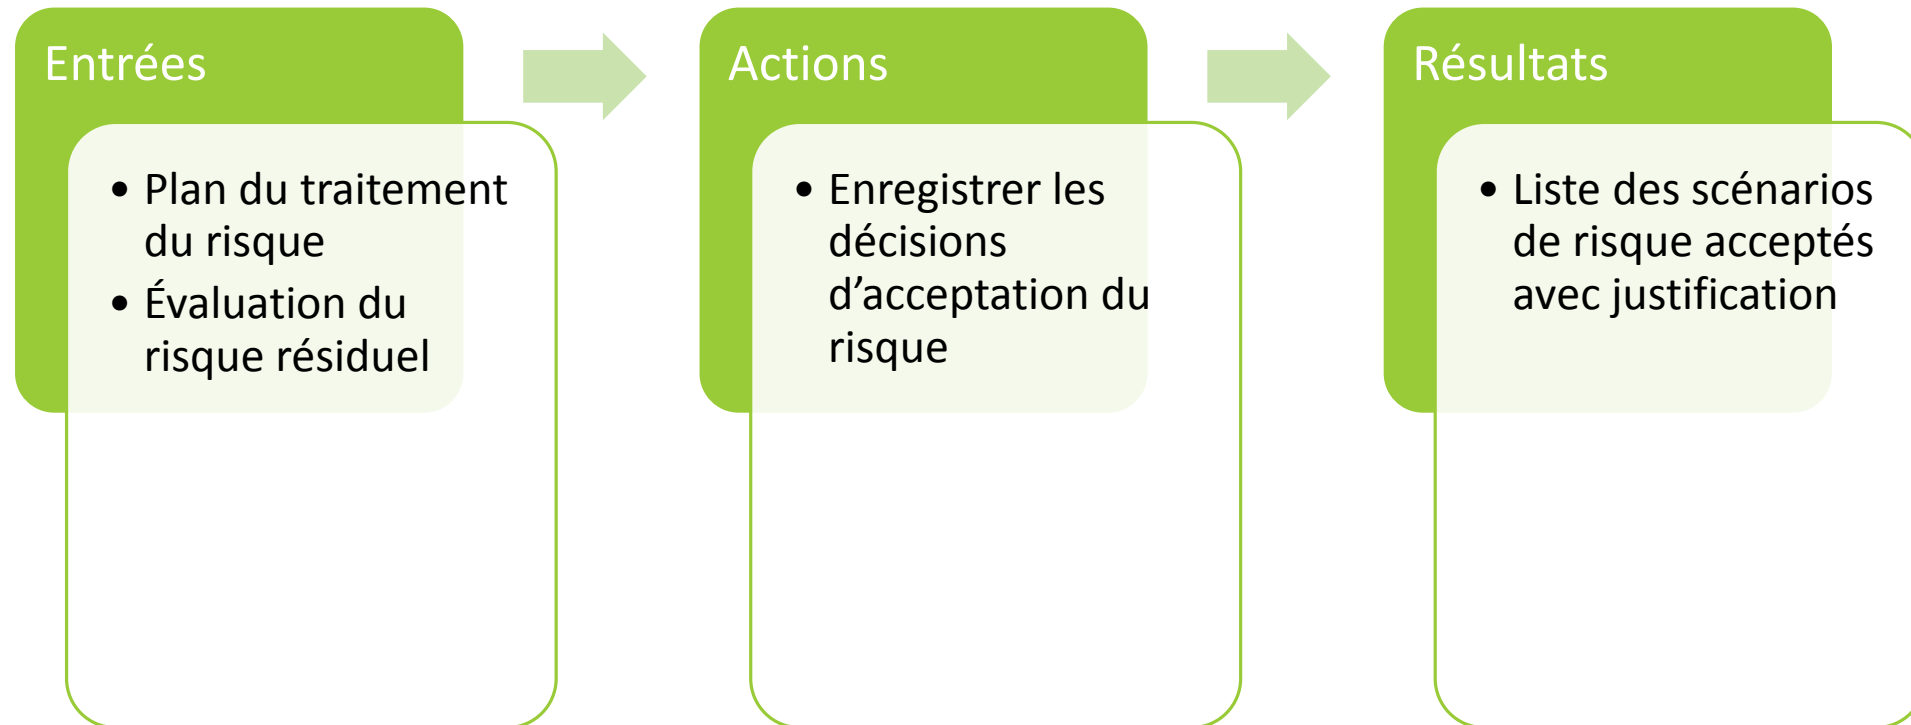 Entrées
• Plan du traitement
du risque
• Évaluation du
risque résiduel
Actions
• Enregistrer les
décisions
d’acceptation du
risque
Résultats
• Liste des scénarios
de risque acceptés
avec justification